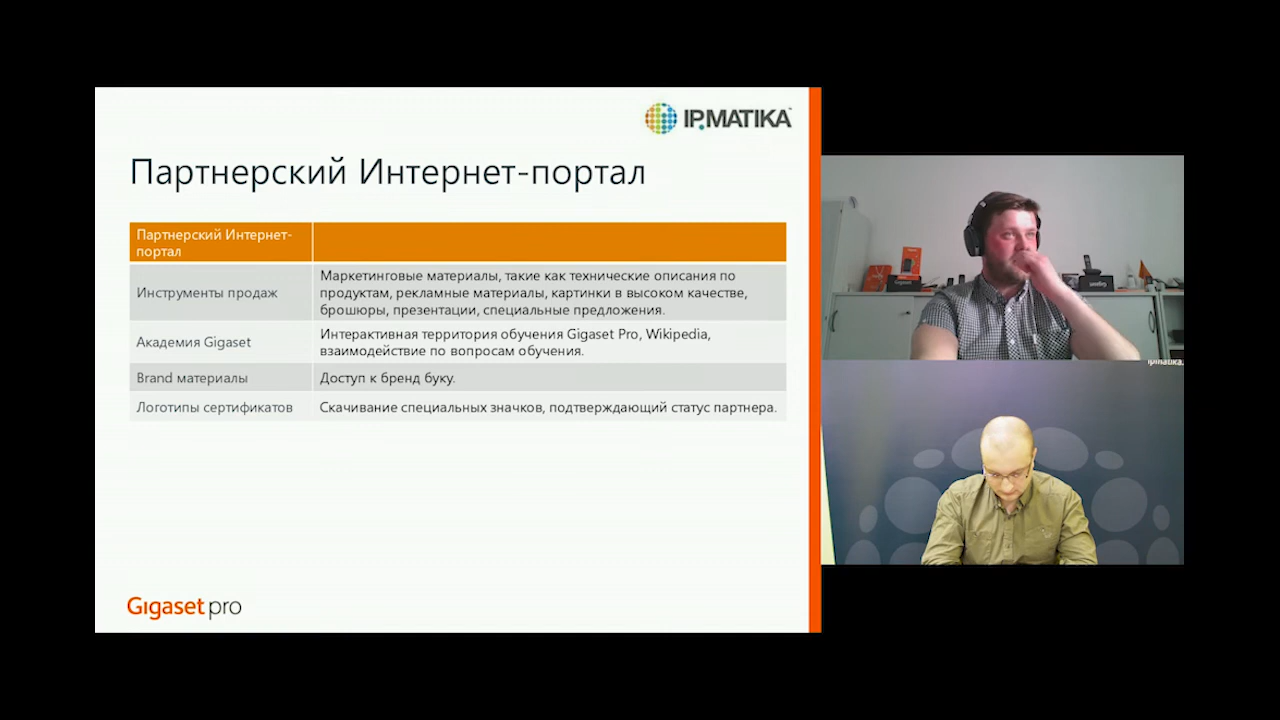 IPMATIKA
Партнерский Интернет-портал
Партнерский Интернет-
портал
Инструменты продаж
Маркетинговые материалы, такие как технические описания по
продуктам, рекламные материалы, картинки в высоком качестве,
брошюры, презентации, специальные предложения.
Академия Gigaset
Интерактивная территория обучения Gigaset Pro, Wikipedia,
взаимодействие по вопросам обучения.
Brand материалы
Доступ к бренд буку.
Логотипы сертификатов
Скачивание специальных значков, подтверждающий статус партнера.
Gigaset pro